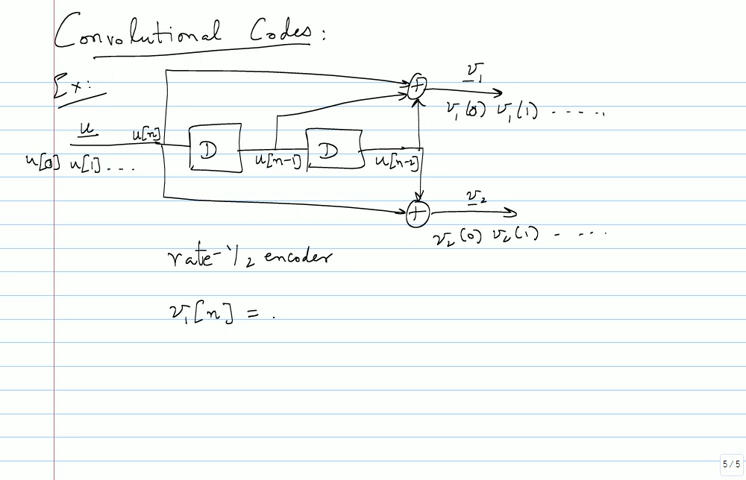 Convolutional Codes:
Ex:
u
u[0] u[1] ...
u[n]
D
u[n-1]
D
u[n-2]
+
v₁
v₁(0) v₁(1) ......
+
v₂
v₂(0) v₂(1) - ....
rate-1/2 encoder
v₁[n] = .
5/5